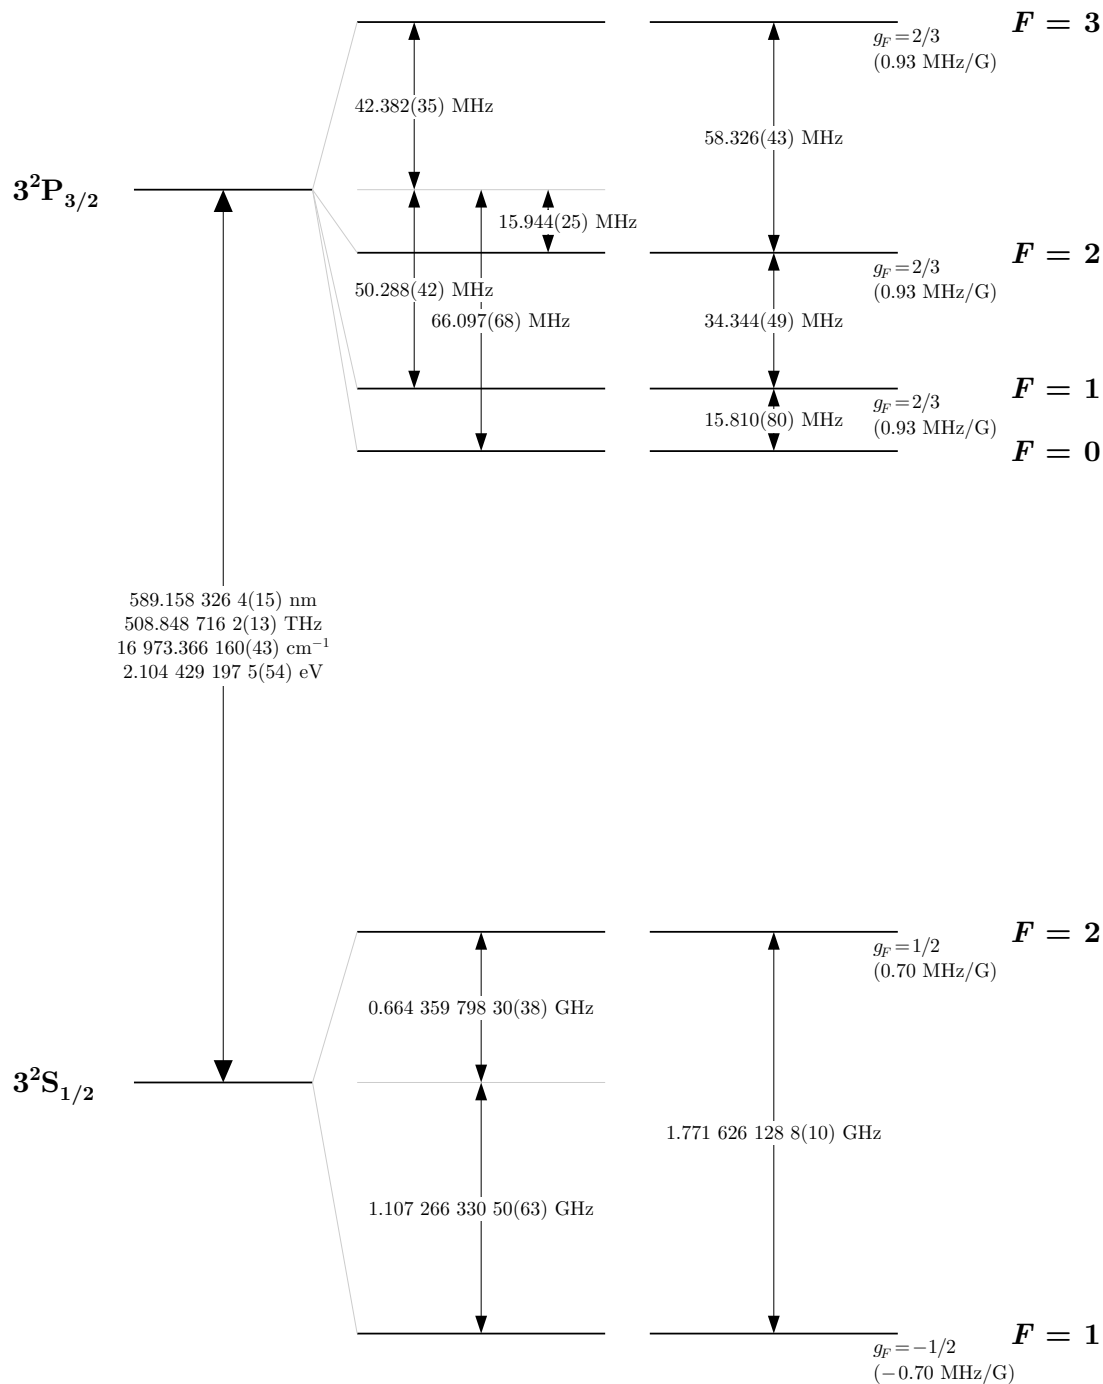 F = 3
g_F = 2/3
(0.93 MHz/G)
42.382(35) MHz
58.326(43) MHz
3²P₃/₂
15.944(25) MHz
F = 2
g_F = 2/3
(0.93 MHz/G)
50.288(42) MHz
66.097(68) MHz
34.344(49) MHz
F = 1
g_F = 2/3
(0.93 MHz/G)
15.810(80) MHz
F = 0
589.158 326 4(15) nm
508.848 716 2(13) THz
16 973.366 160(43) cm⁻¹
2.104 429 197 5(54) eV
F = 2
g_F = 1/2
(0.70 MHz/G)
0.664 359 798 30(38) GHz
3²S₁/₂
1.771 626 128 8(10) GHz
1.107 266 330 50(63) GHz
F = 1
g_F = −1/2
(−0.70 MHz/G)